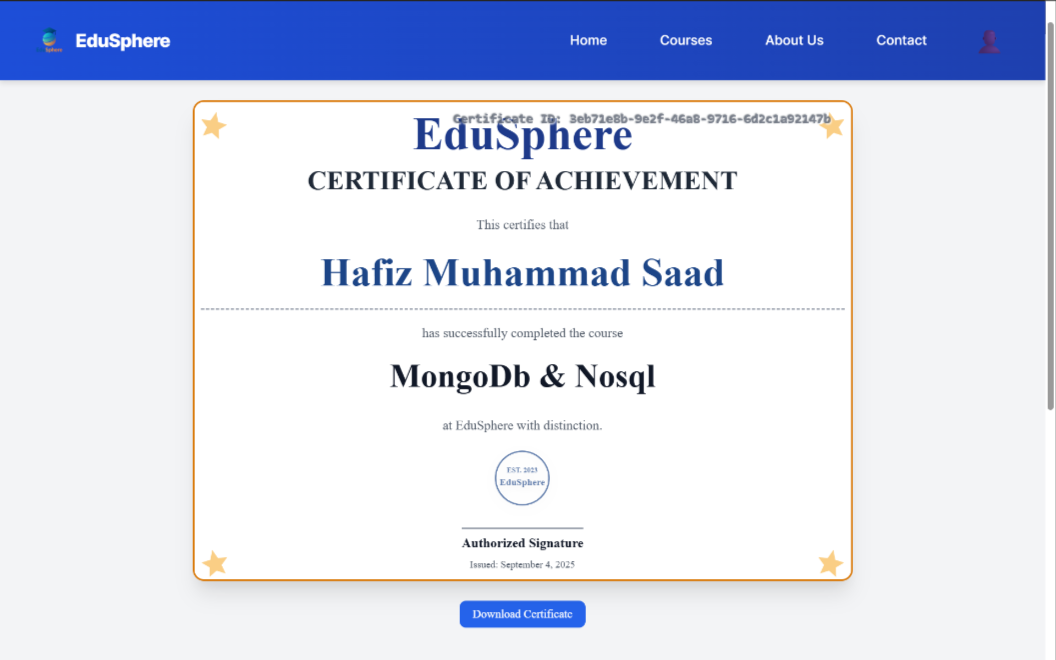 EduSphere
Home
Courses
About Us
Contact
Certificate ID: 3eb71e8b-9e2f-46a8-9716-6d2c1a92147b
EduSphere
CERTIFICATE OF ACHIEVEMENT
This certifies that
Hafiz Muhammad Saad
has successfully completed the course
MongoDb & Nosql
at EduSphere with distinction.
EST. 2023
EduSphere
Authorized Signature
Issued: September 4, 2025
Download Certificate